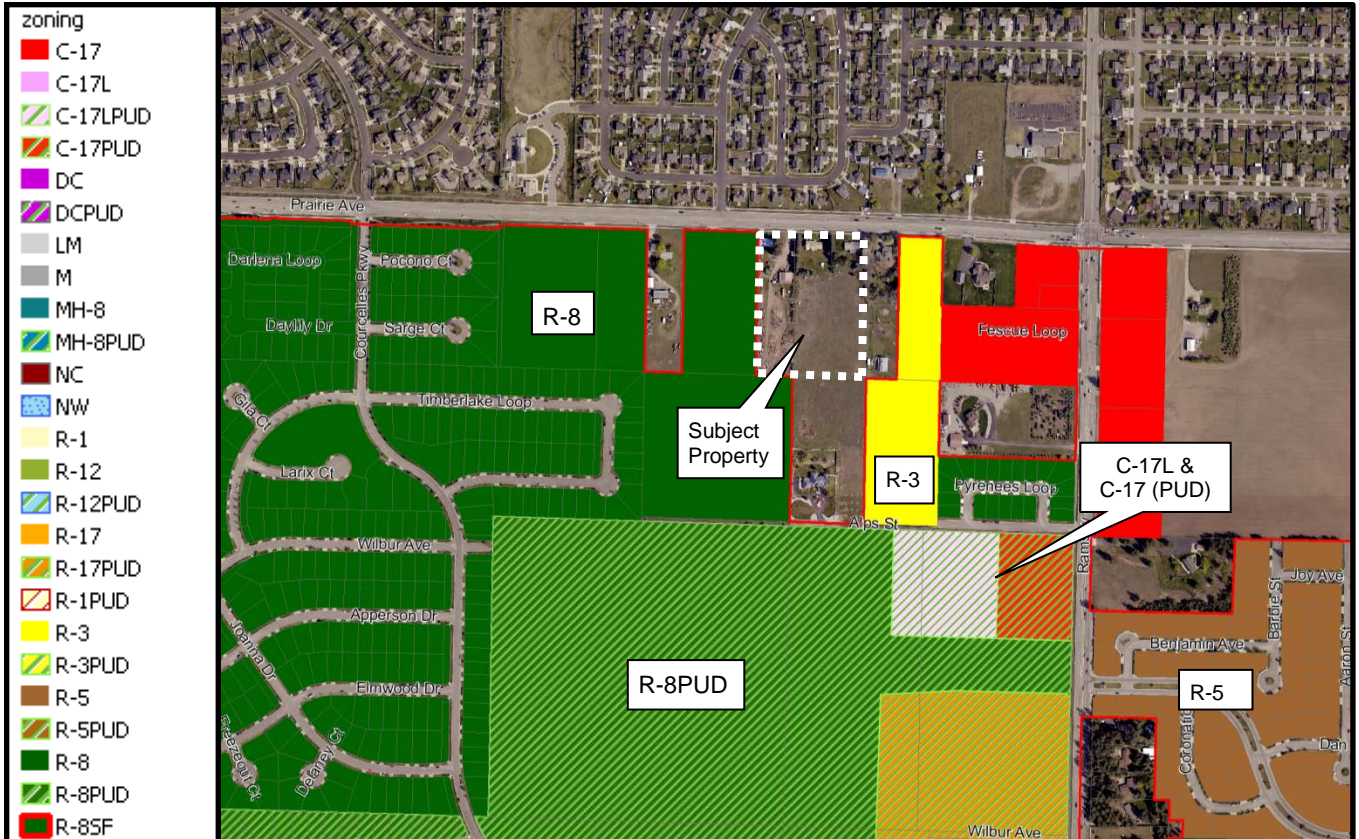 zoning
C-17
C-17L
C-17LPUD
C-17PUD
DC
DCPUD
LM
M
MH-8
MH-8PUD
NC
NW
R-1
R-12
R-12PUD
R-17
R-17PUD
R-1PUD
R-3
R-3PUD
R-5
R-5PUD
R-8
R-8PUD
R-8SF
Prairie Ave
Darlena Loop
Courcelles Pkwy
Pocono Ct
Daylily Dr
Sarge Ct
R-8
Fescue Loop
Gila Ct
Timberlake Loop
Subject
Property
Larix Ct
R-3
Pyrenees Loop
C-17L &
C-17 (PUD)
Alps St
Wilbur Ave
Ram
Joy Ave
Barbie St
Aaron St
Apperson Dr
Joanna Dr
Benjamin Ave
Elmwood Dr
R-8PUD
R-5
Coronatio
Freezeout Ct
Delaney Ct
Dan
Wilbur Ave